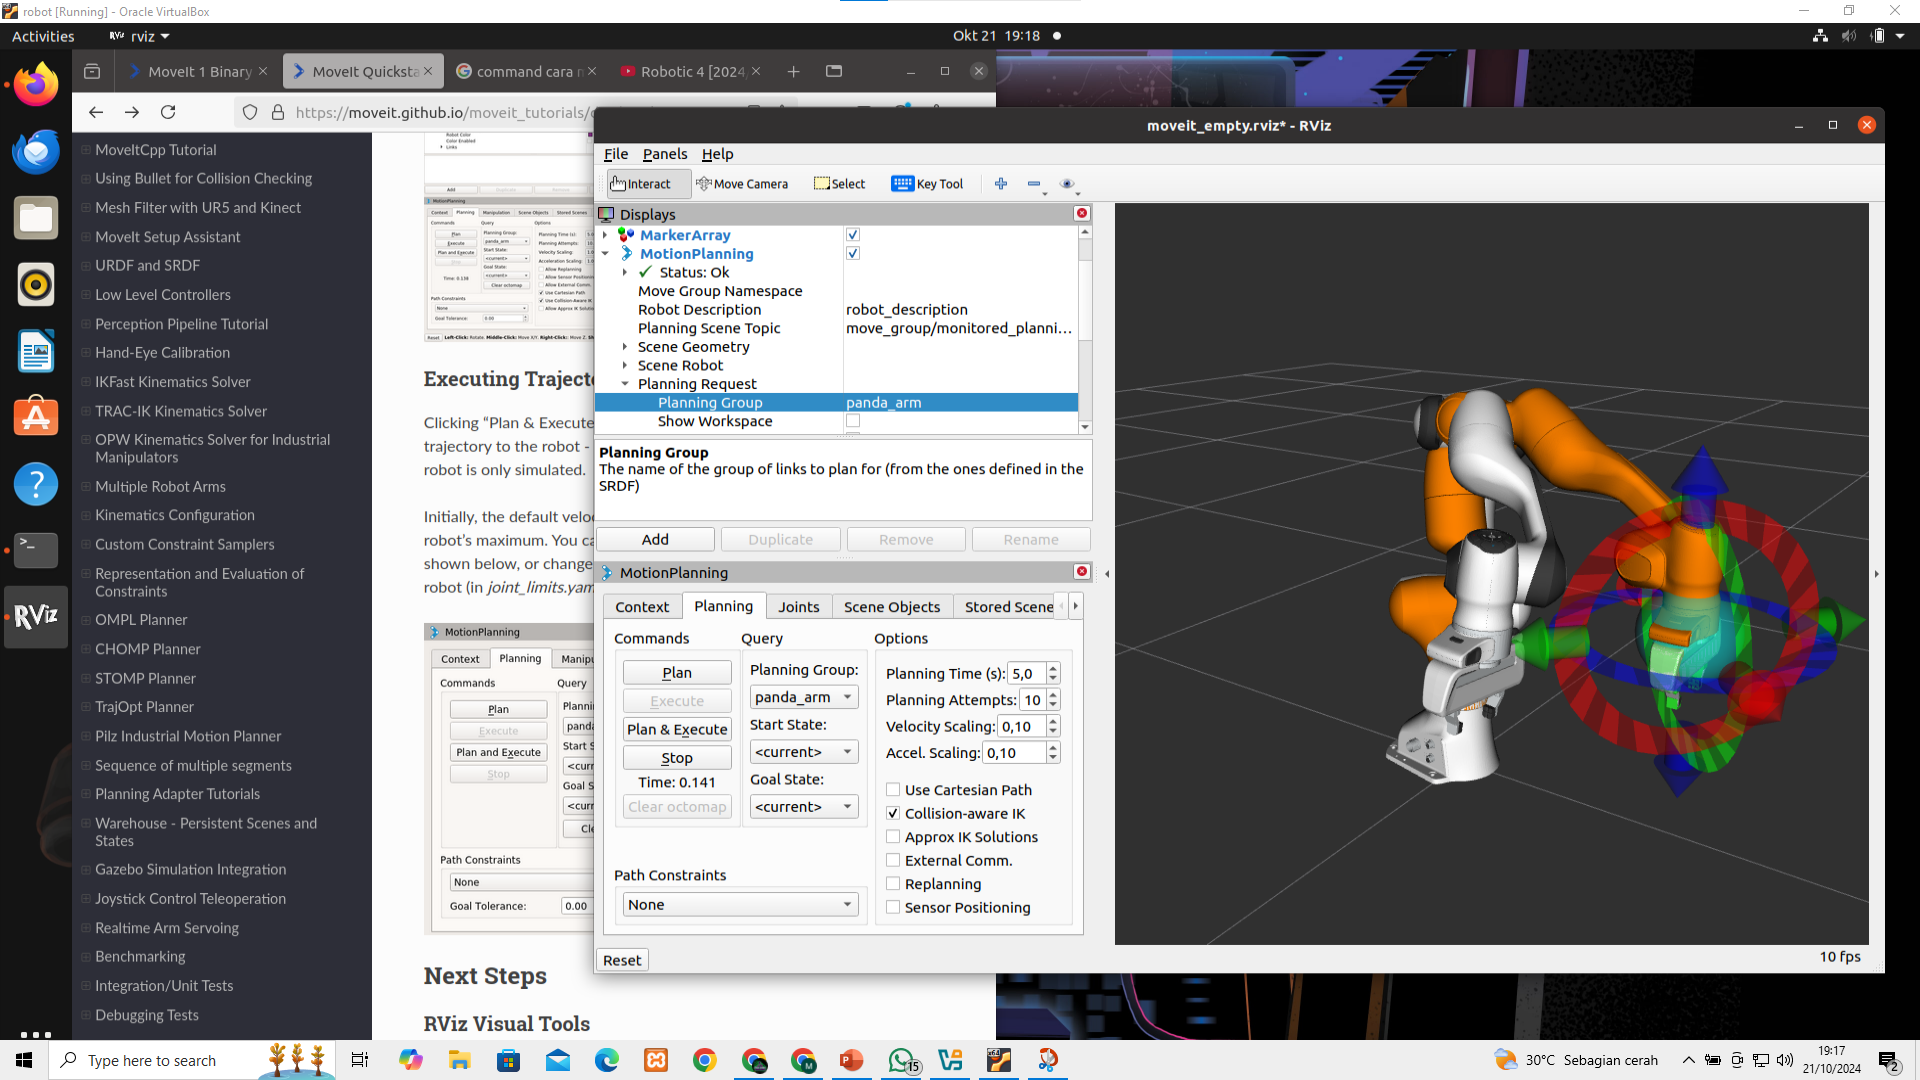 robot [Running] - Oracle VirtualBox
Activities
rviz
Okt 21 19:18
MoveIt 1 Binary
MoveIt Quicksta
command cara n
Robotic 4 [2024
https://moveit.github.io/moveit_tutorials/
MoveItCpp Tutorial
Using Bullet for Collision Checking
Mesh Filter with UR5 and Kinect
MoveIt Setup Assistant
URDF and SRDF
Low Level Controllers
Perception Pipeline Tutorial
Hand-Eye Calibration
IKFast Kinematics Solver
TRAC-IK Kinematics Solver
OPW Kinematics Solver for Industrial
Manipulators
Multiple Robot Arms
Kinematics Configuration
Custom Constraint Samplers
Representation and Evaluation of
Constraints
OMPL Planner
CHOMP Planner
STOMP Planner
TrajOpt Planner
Pilz Industrial Motion Planner
Sequence of multiple segments
Planning Adapter Tutorials
Warehouse - Persistent Scenes and
States
Gazebo Simulation Integration
Joystick Control Teleoperation
Realtime Arm Servoing
Benchmarking
Integration/Unit Tests
Debugging Tests
Executing Traject
Clicking “Plan & Execute
trajectory to the robot -
robot is only simulated.
Initially, the default velo
robot’s maximum. You ca
shown below, or change
robot (in joint_limits.yam
MotionPlanning
Context
Planning
Manipu
Commands
Query
Plan
Execute
Plan and Execute
Stop
Plannin
panda
Start S
<curr
Goal S
<curr
Cle
Path Constraints
None
Goal Tolerance:
0.00
Next Steps
RViz Visual Tools
moveit_empty.rviz* - RViz
File
Panels
Help
Interact
Move Camera
Select
Key Tool
Displays
MarkerArray
MotionPlanning
Status: Ok
Move Group Namespace
Robot Description
robot_description
Planning Scene Topic
move_group/monitored_planni...
Scene Geometry
Scene Robot
Planning Request
Planning Group
panda_arm
Show Workspace
Planning Group
The name of the group of links to plan for (from the ones defined in the
SRDF)
Add
Duplicate
Remove
Rename
MotionPlanning
Context
Planning
Joints
Scene Objects
Stored Scene
Commands
Plan
Execute
Plan & Execute
Stop
Time: 0.141
Clear octomap
Query
Planning Group:
panda_arm
Start State:
<current>
Goal State:
<current>
Options
Planning Time (s): 5,0
Planning Attempts: 10
Velocity Scaling: 0,10
Accel. Scaling: 0,10
Use Cartesian Path
Collision-aware IK
Approx IK Solutions
External Comm.
Replanning
Sensor Positioning
Path Constraints
None
Reset
10 fps
RViz
Type here to search
15
30°C Sebagian cerah
19:17
21/10/2024
2